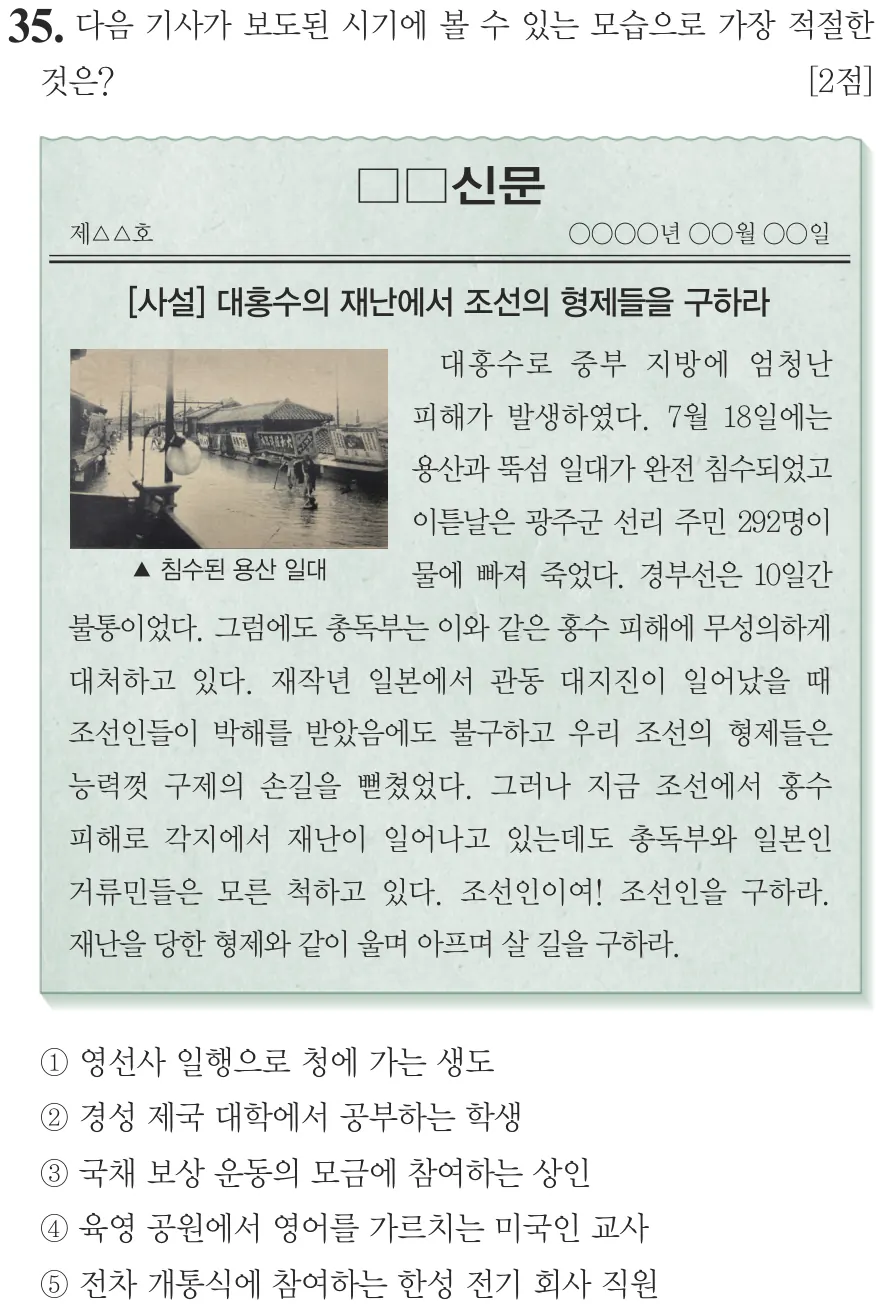 35. 다음 기사가 보도된 시기에 볼 수 있는 모습으로 가장 적절한
것은? [2점]
□□신문
제△△호 ○○○○년 ○○월 ○○일
[사설] 대홍수의 재난에서 조선의 형제들을 구하라
대홍수로 중부 지방에 엄청난
피해가 발생하였다. 7월 18일에는
용산과 뚝섬 일대가 완전 침수되었고
이튿날은 광주군 선리 주민 292명이
▲ 침수된 용산 일대
물에 빠져 죽었다. 경부선은 10일간
불통이었다. 그럼에도 총독부는 이와 같은 홍수 피해에 무성의하게
대처하고 있다. 재작년 일본에서 관동 대지진이 일어났을 때
조선인들이 박해를 받았음에도 불구하고 우리 조선의 형제들은
능력껏 구제의 손길을 뻗쳤었다. 그러나 지금 조선에서 홍수
피해로 각지에서 재난이 일어나고 있는데도 총독부와 일본인
거류민들은 모른 척하고 있다. 조선인이여! 조선인을 구하라.
재난을 당한 형제와 같이 울며 아프며 살 길을 구하라.
① 영선사 일행으로 청에 가는 생도
② 경성 제국 대학에서 공부하는 학생
③ 국채 보상 운동의 모금에 참여하는 상인
④ 육영 공원에서 영어를 가르치는 미국인 교사
⑤ 전차 개통식에 참여하는 한성 전기 회사 직원